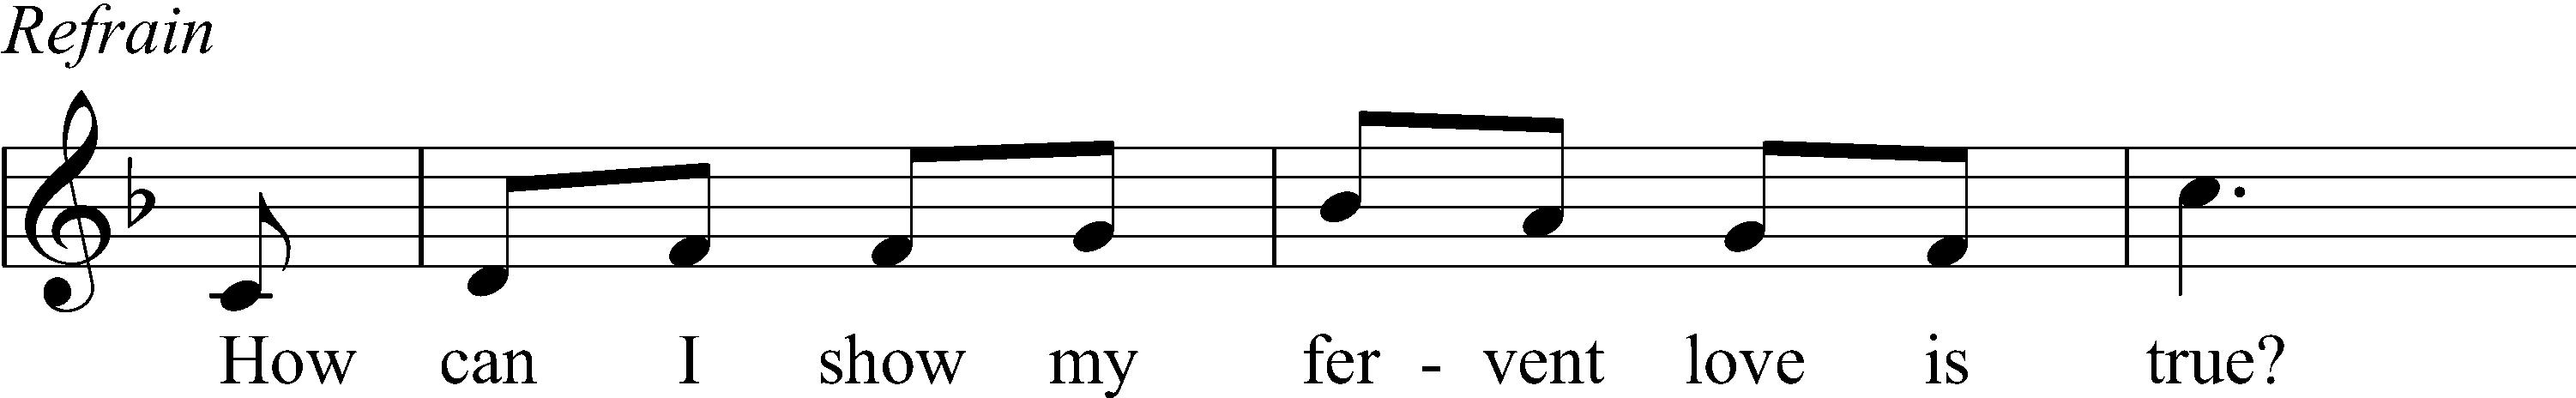 Refrain
How can I show my fer - vent love is true?